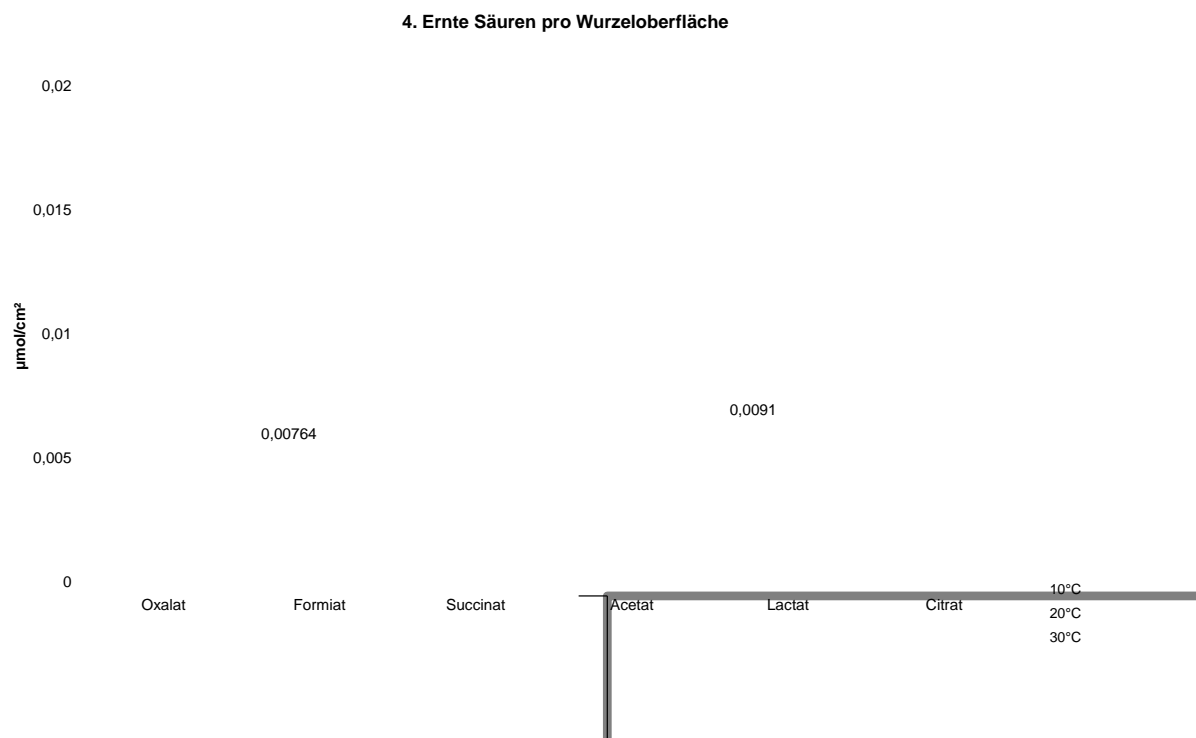 4. Ernte Säuren pro Wurzeloberfläche
0,02
0,015
µmol/cm²
0,01
0,0091
0,00764
0,005
0
Oxalat Formiat Succinat Acetat Lactat Citrat
10°C
20°C
30°C